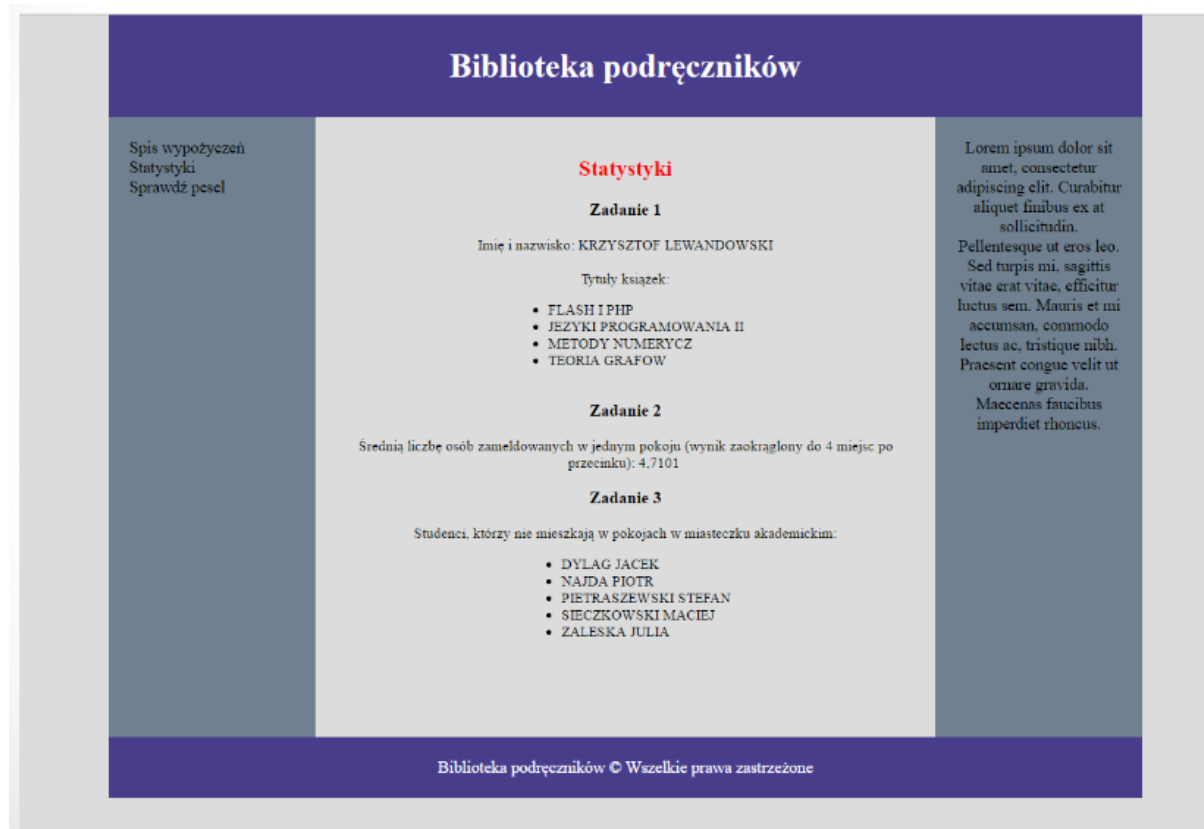 Biblioteka podręczników
Spis wypożyczeń
Statystyki
Sprawdź pesel
Statystyki
Zadanie 1
Imię i nazwisko: KRZYSZTOF LEWANDOWSKI
Tytuły książek:
FLASH I PHP
JEZYKI PROGRAMOWANIA II
METODY NUMERYCZ
TEORIA GRAFOW
Zadanie 2
Średnią liczbę osób zameldowanych w jednym pokoju (wynik zaokrąglony do 4 miejsc po
przecinku): 4,7101
Zadanie 3
Studenci, którzy nie mieszkają w pokojach w miasteczku akademickim:
DYLAG JACEK
NAJDA PIOTR
PIETRASZEWSKI STEFAN
SIECZKOWSKI MACIEJ
ZALESKA JULIA
Lorem ipsum dolor sit
amet, consectetur
adipiscing elit. Curabitur
aliquet finibus ex at
sollicitudin.
Pellentesque ut eros leo.
Sed turpis mi, sagittis
vitae erat vitae, efficitur
luctus sem. Mauris et mi
accumsan, commodo
lectus ac, tristique nibh.
Praesent congue velit ut
ornare gravida.
Maecenas faucibus
imperdiet rhoncus.
Biblioteka podręczników © Wszelkie prawa zastrzeżone